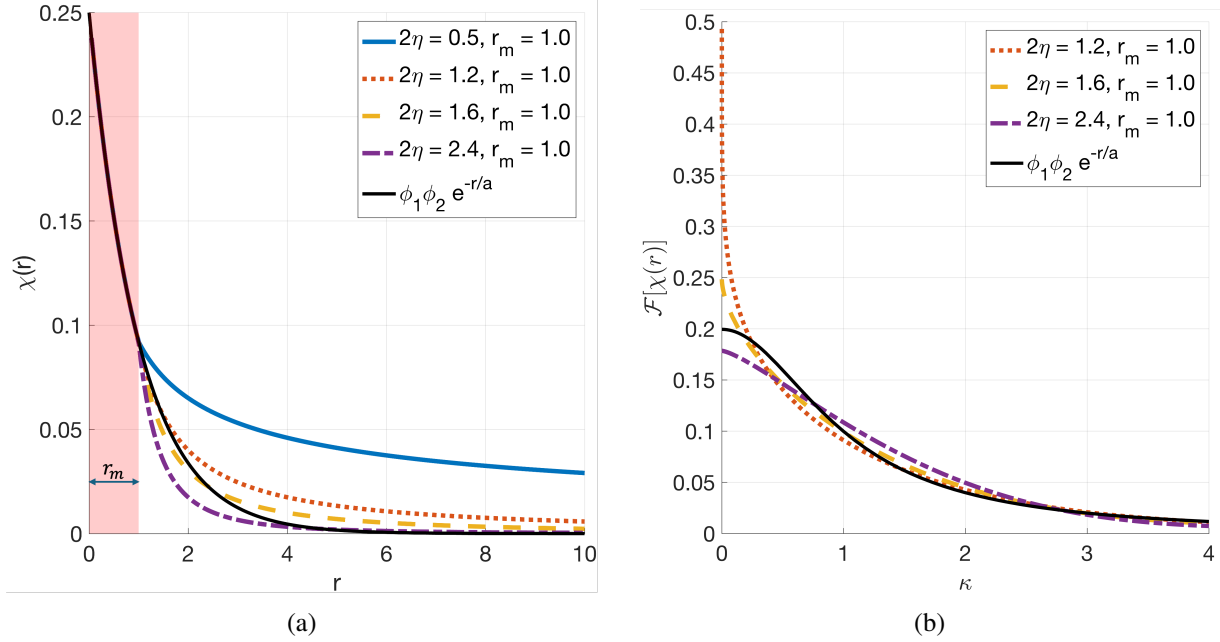 0.25
0.2
0.15
0.1
0.05
0
χ(r)
2η = 0.5, r_m = 1.0
2η = 1.2, r_m = 1.0
2η = 1.6, r_m = 1.0
2η = 2.4, r_m = 1.0
ϕ₁ϕ₂ e^{-r/a}
r_m
0 2 4 6 8 10
r
(a)
0.5
0.45
0.4
0.35
0.3
0.25
0.2
0.15
0.1
0.05
0
ℱ[χ(r)]
2η = 1.2, r_m = 1.0
2η = 1.6, r_m = 1.0
2η = 2.4, r_m = 1.0
ϕ₁ϕ₂ e^{-r/a}
0 1 2 3 4
κ
(b)